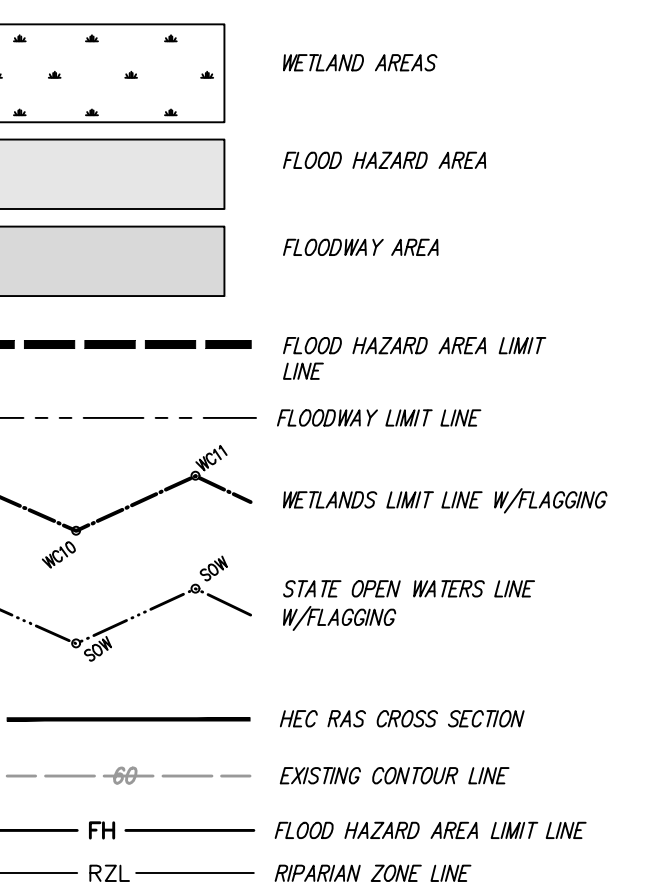 WETLAND AREAS
FLOOD HAZARD AREA
FLOODWAY AREA
FLOOD HAZARD AREA LIMIT
LINE
FLOODWAY LIMIT LINE
WC11
WETLANDS LIMIT LINE W/FLAGGING
WC10
SOW
STATE OPEN WATERS LINE
W/FLAGGING
SOW
HEC RAS CROSS SECTION
60 EXISTING CONTOUR LINE
FH FLOOD HAZARD AREA LIMIT LINE
RZL RIPARIAN ZONE LINE